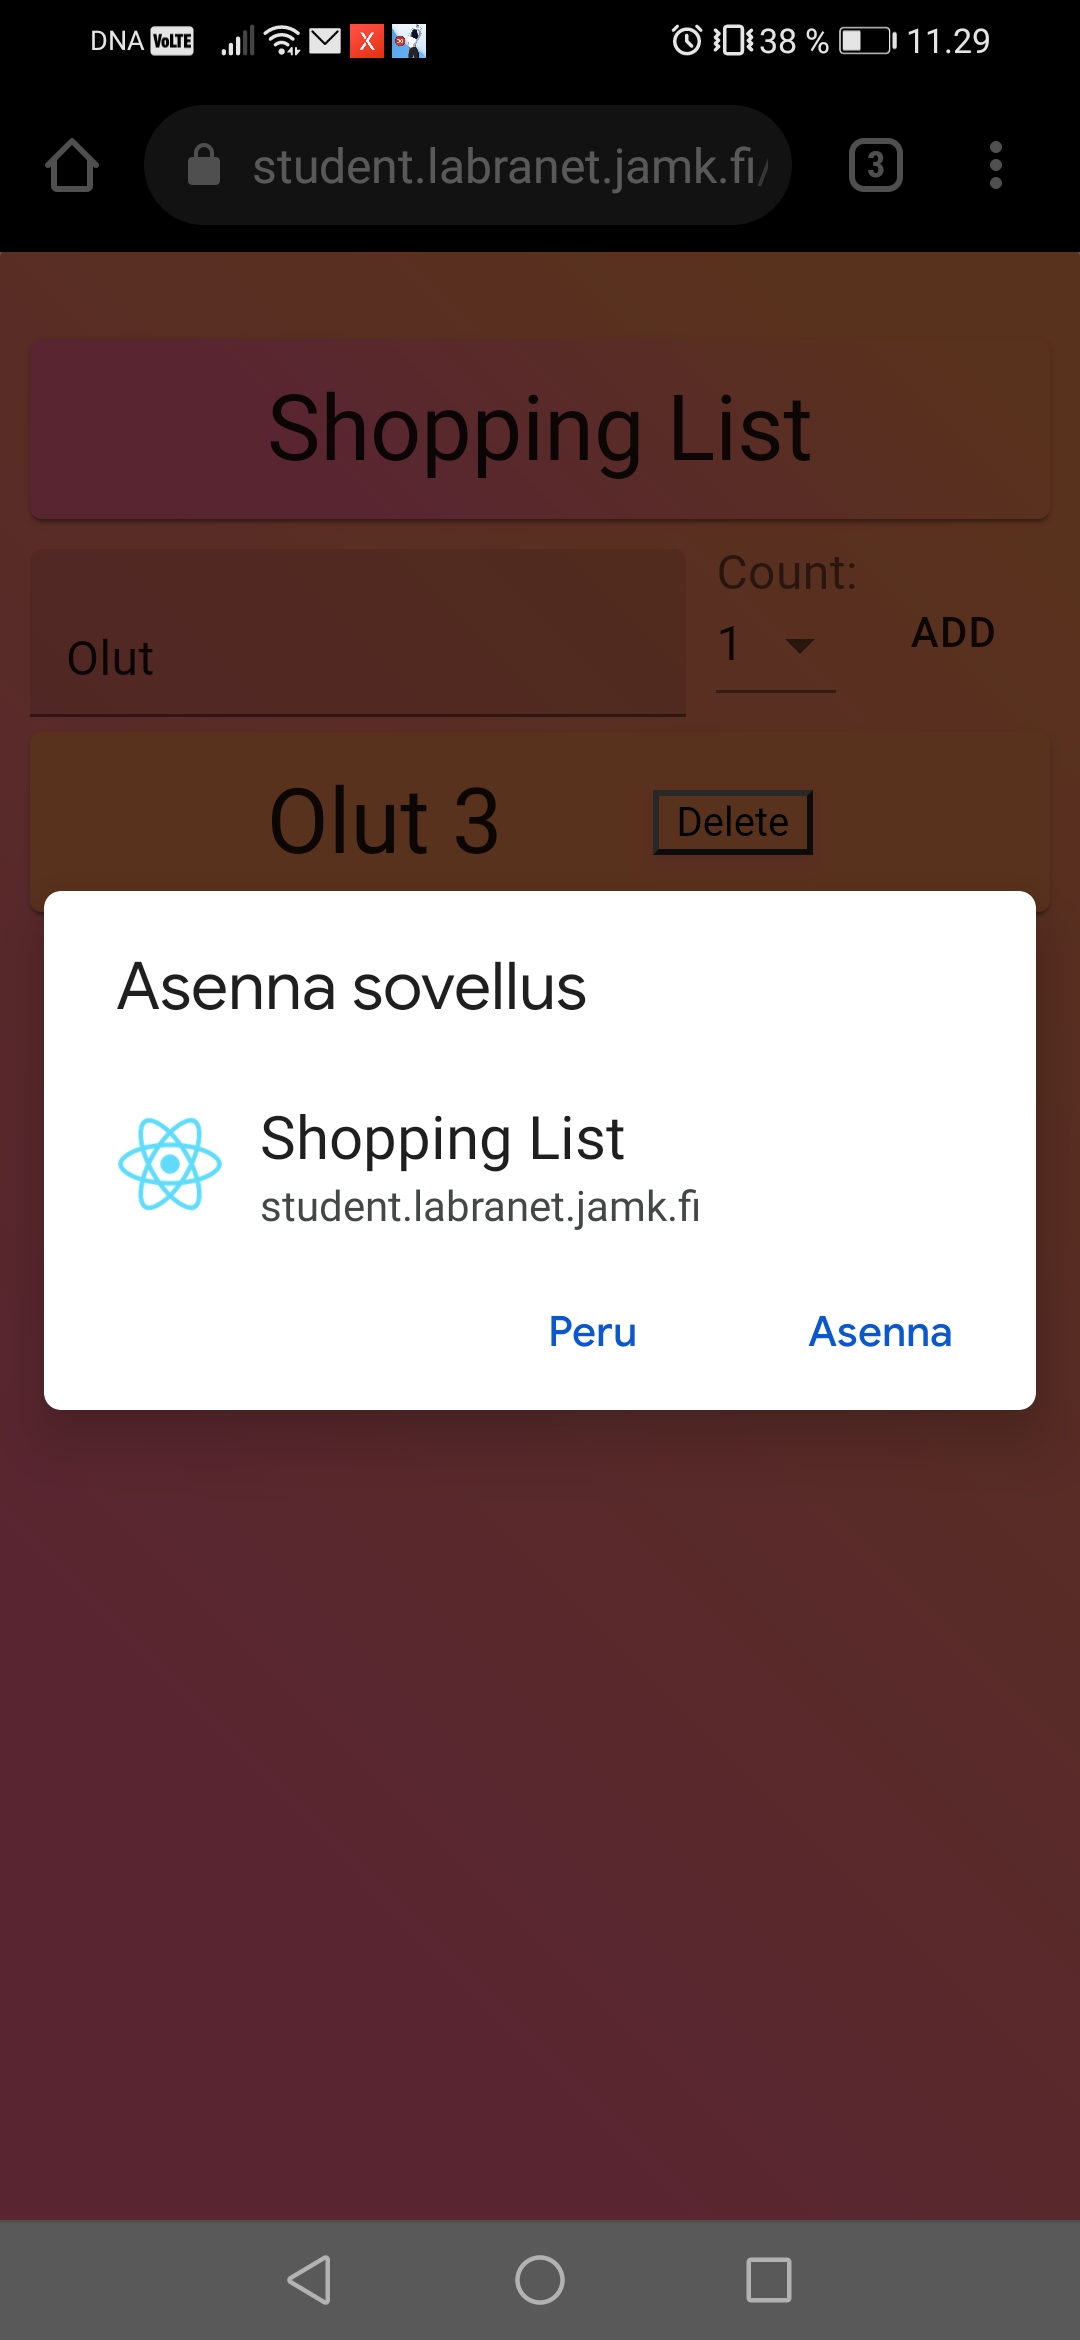 DNA VoLTE X 38 % 11.29
student.labranet.jamk.fi/ 3
Shopping List
Count:
Olut 1 ADD
Olut 3 Delete
Asenna sovellus
Shopping List
student.labranet.jamk.fi
Peru Asenna